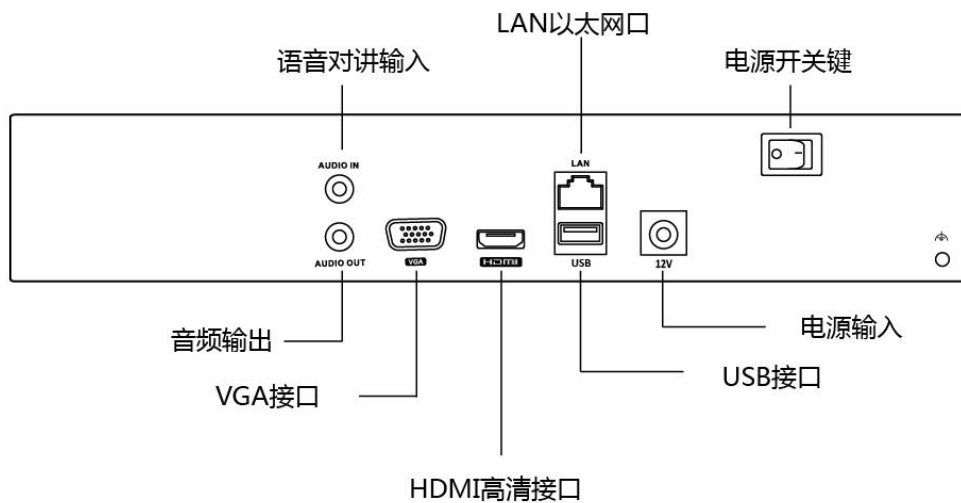 LAN以太网口
语音对讲输入
电源开关键
AUDIO IN
LAN
AUDIO OUT
VGA
HDMI
USB
12V
音频输出
电源输入
VGA接口
USB接口
HDMI高清接口